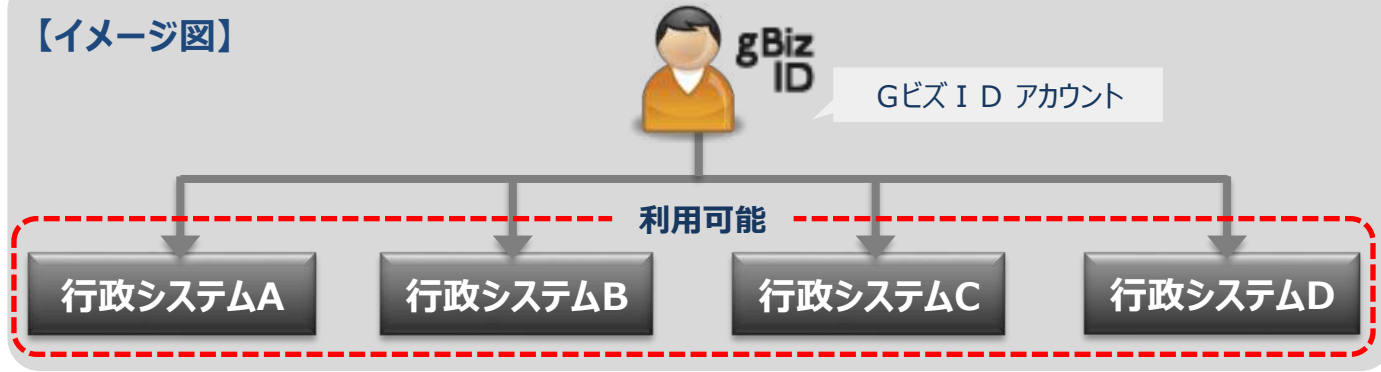 【イメージ図】
gBiz
ID
GビズＩＤ アカウント
利用可能
行政システムA
行政システムB
行政システムC
行政システムD